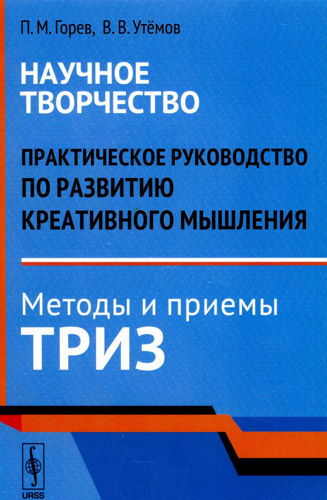 П. М. Горев, В. В. Утёмов
НАУЧНОЕ
ТВОРЧЕСТВО
ПРАКТИЧЕСКОЕ РУКОВОДСТВО
ПО РАЗВИТИЮ
КРЕАТИВНОГО МЫШЛЕНИЯ
Методы и приемы
ТРИЗ
URSS